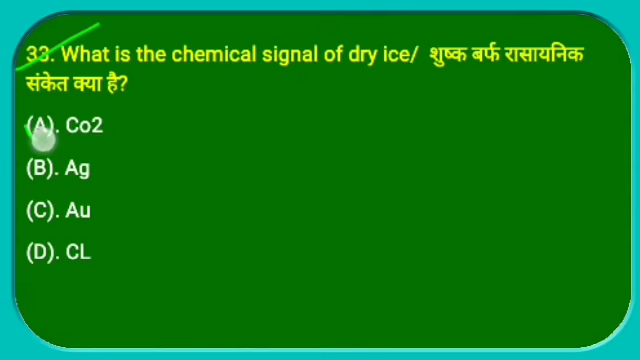 33. What is the chemical signal of dry ice/ शुष्क बर्फ रासायनिक
संकेत क्या है?
(A). Co2
(B). Ag
(C). Au
(D). CL